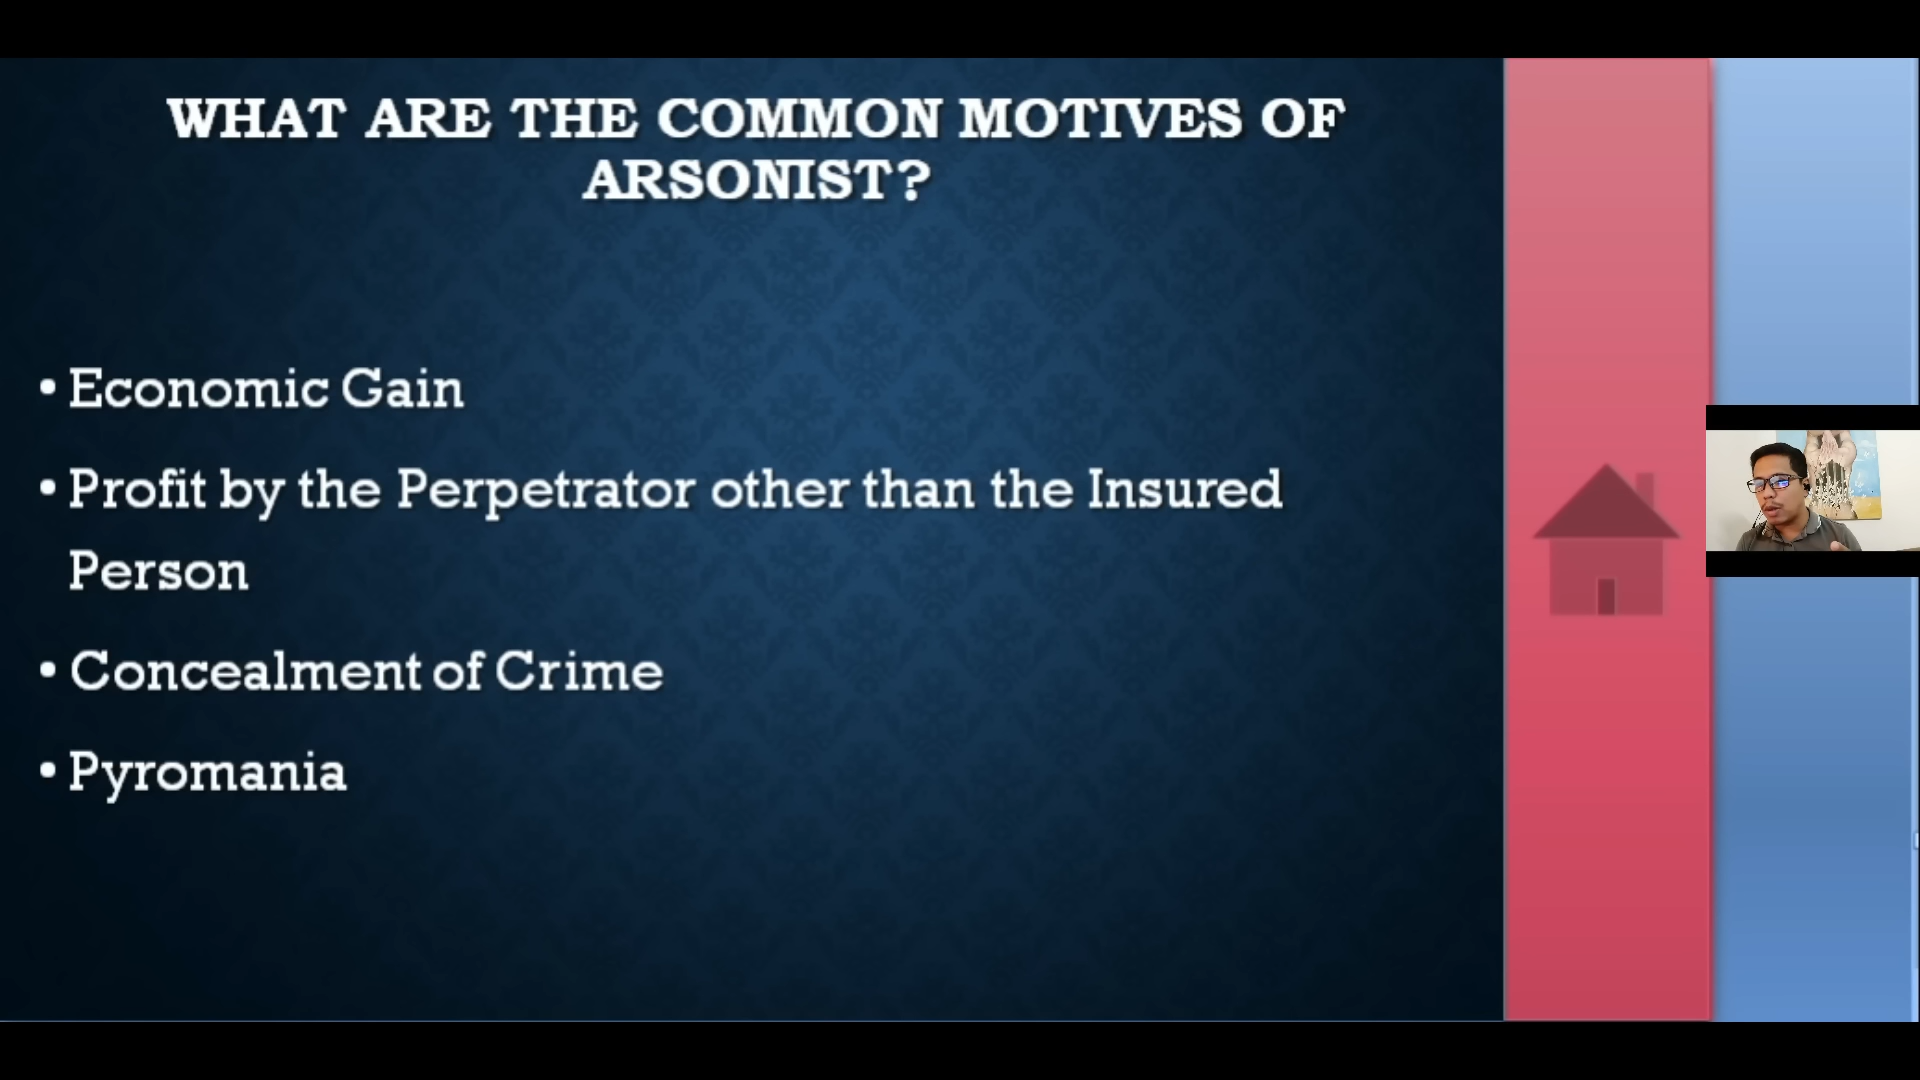 WHAT ARE THE COMMON MOTIVES OF
ARSONIST?
• Economic Gain
• Profit by the Perpetrator other than the Insured
Person
• Concealment of Crime
• Pyromania